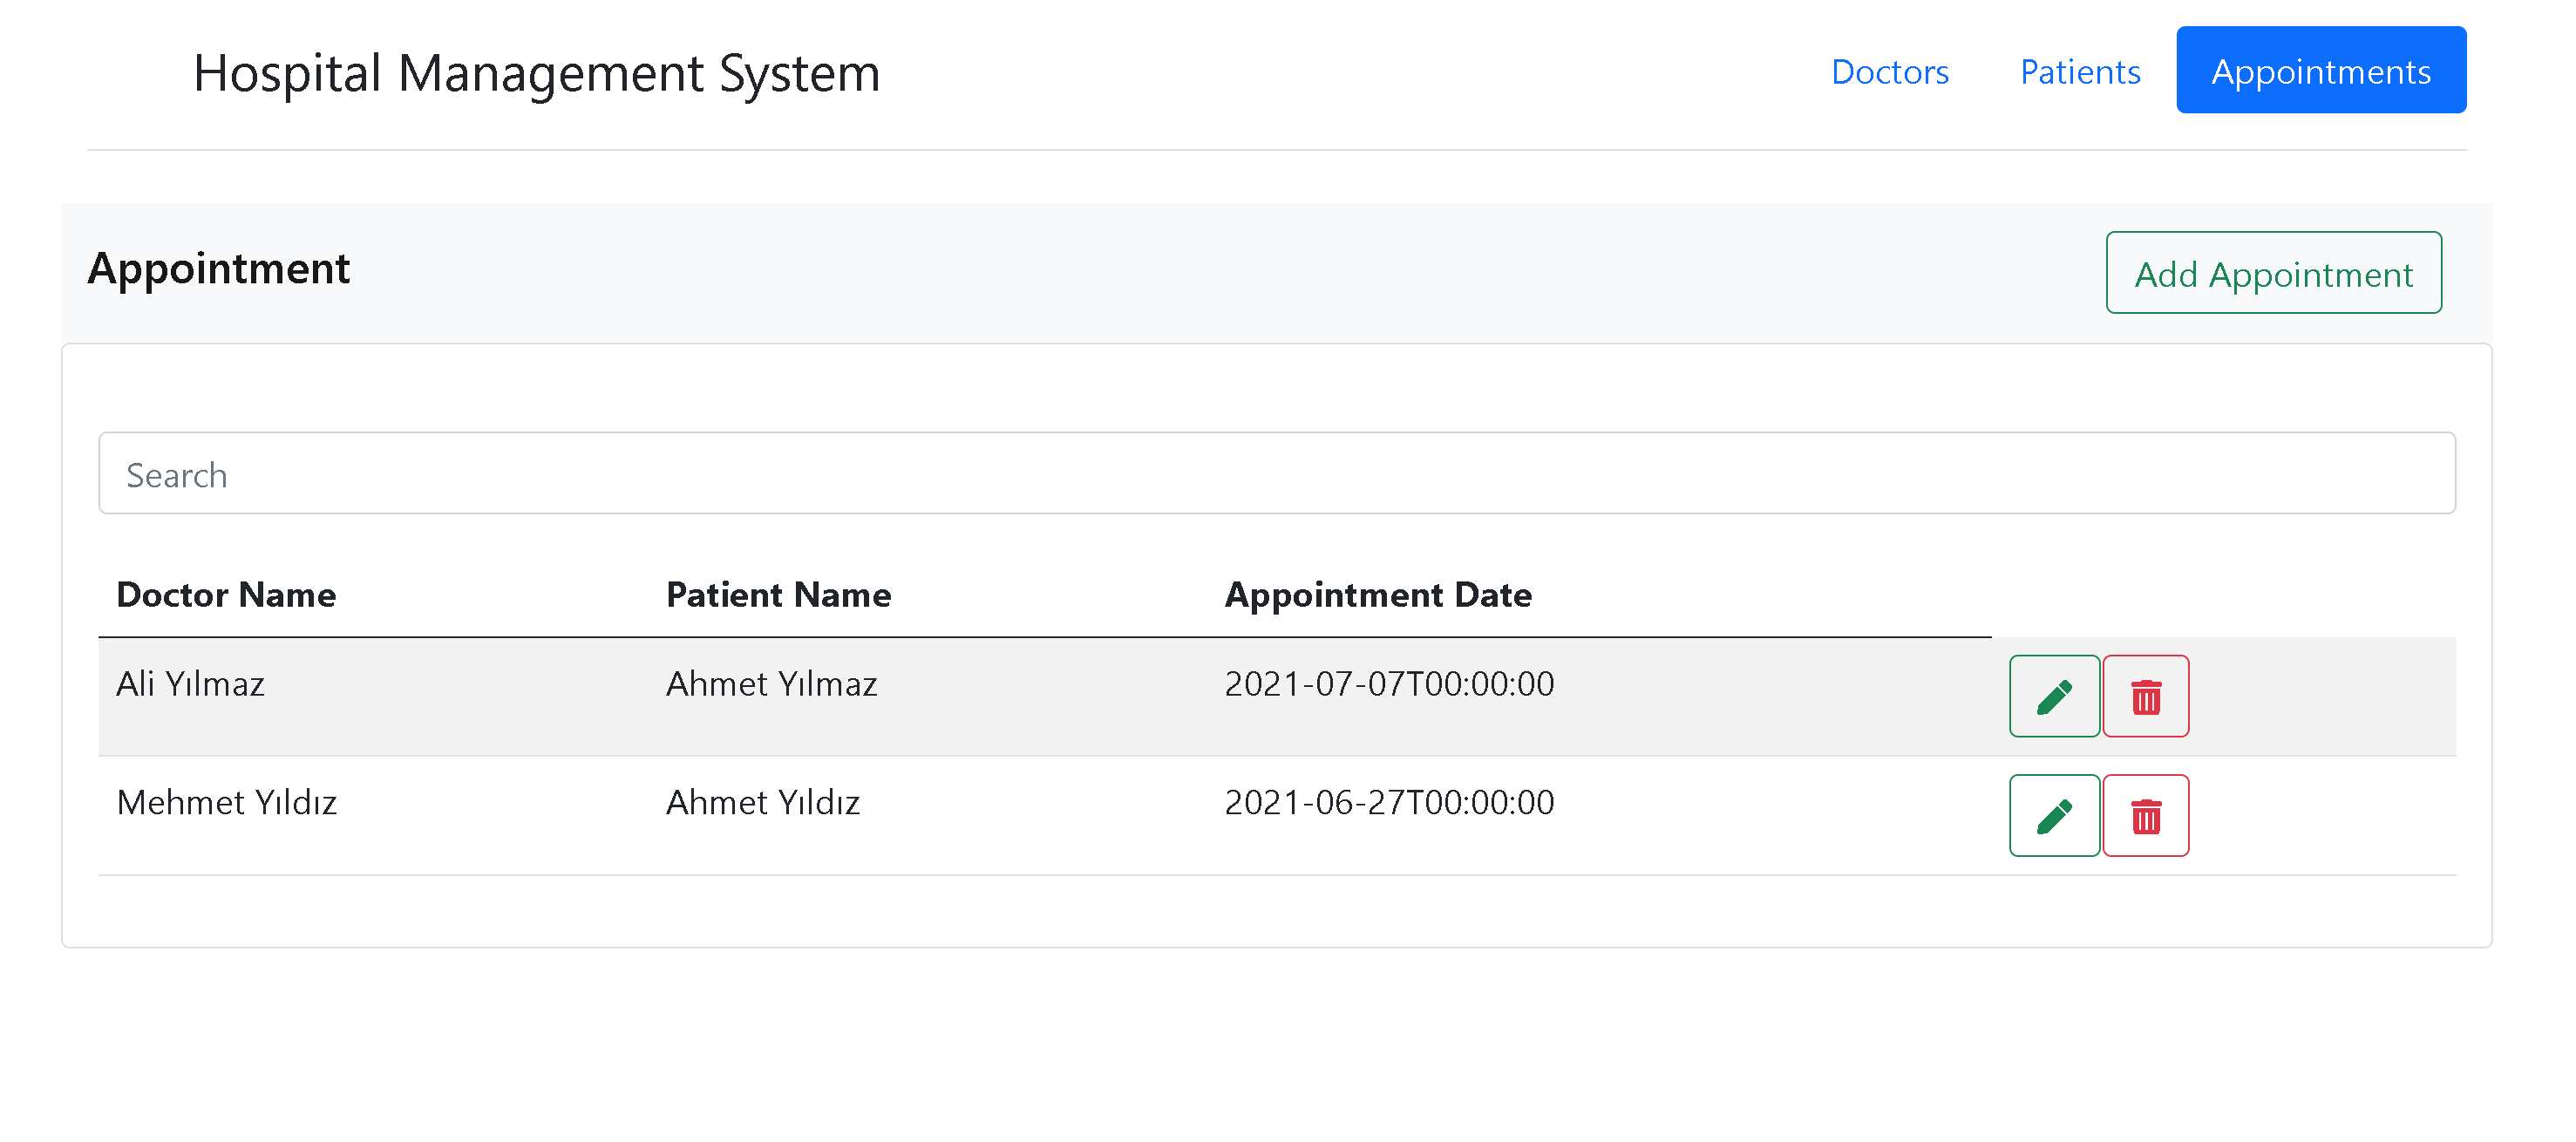 Hospital Management System Doctors Patients Appointments
Appointment Add Appointment
Search
Doctor Name Patient Name Appointment Date
Ali Yılmaz Ahmet Yılmaz 2021-07-07T00:00:00
Mehmet Yıldız Ahmet Yıldız 2021-06-27T00:00:00